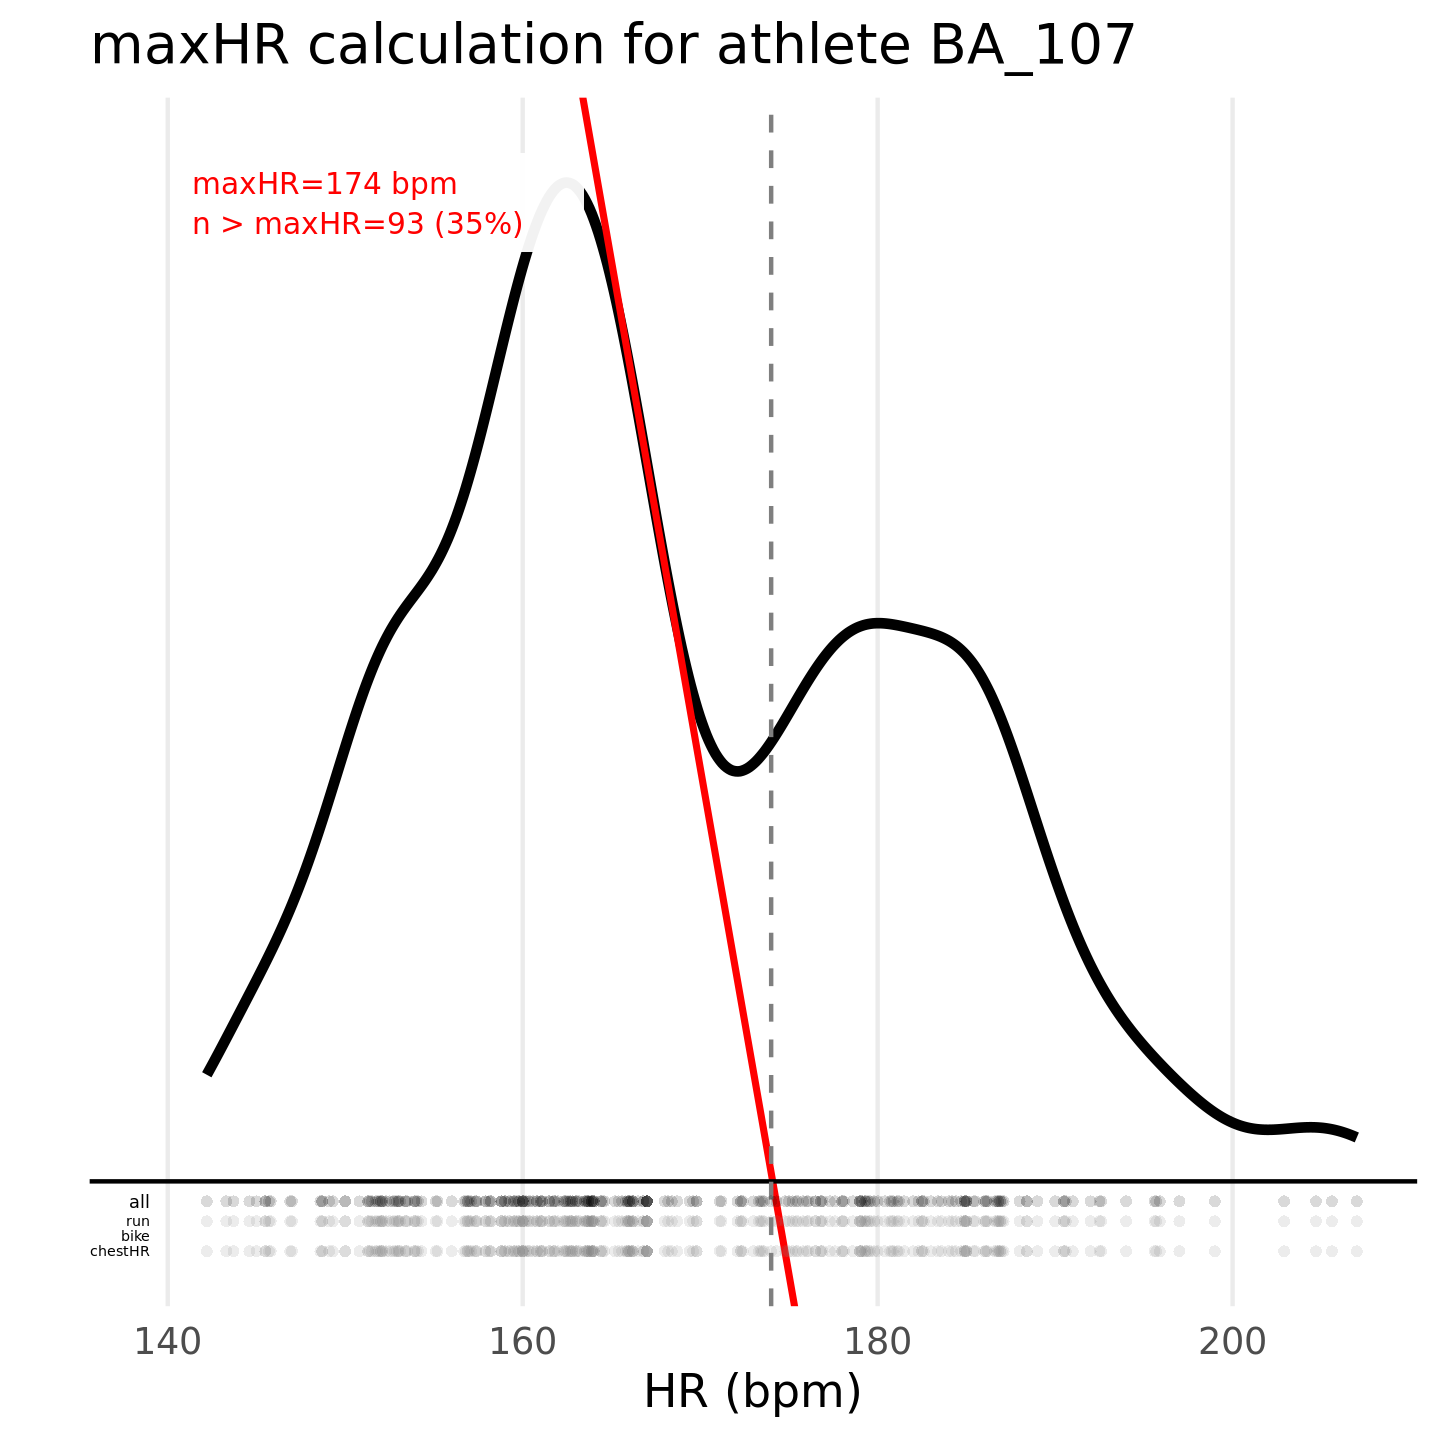 maxHR calculation for athlete BA_107
maxHR=174 bpm
n > maxHR=93 (35%)
all
run
bike
chestHR
140 160 180 200
HR (bpm)